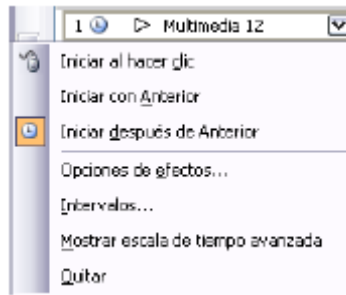 1 Multimedia 12
Iniciar al hacer clic
Iniciar con Anterior
Iniciar después de Anterior
Opciones de efectos...
Intervalos...
Mostrar escala de tiempo avanzada
Quitar